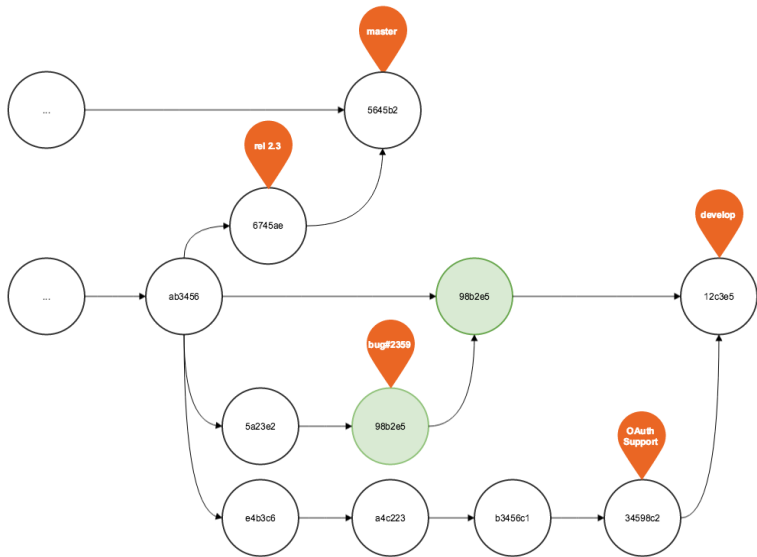 master
...
5645b2
rel 2.3
6745ae
develop
...
ab3456
98b2e5
12c3e5
bug#2359
5a23e2
98b2e5
OAuth
Support
e4b3c6
a4c223
b3456c1
34598c2